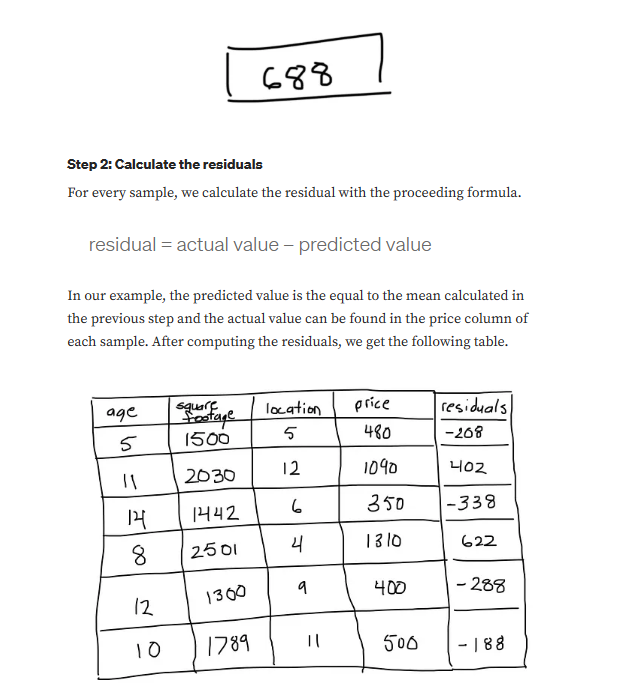 688
Step 2: Calculate the residuals
For every sample, we calculate the residual with the proceeding formula.
residual = actual value – predicted value
In our example, the predicted value is the equal to the mean calculated in
the previous step and the actual value can be found in the price column of
each sample. After computing the residuals, we get the following table.
age square footage location price residuals
5 1500 5 480 -208
11 2030 12 1090 402
14 1442 6 350 -338
8 2501 4 1310 622
12 1300 9 400 -288
10 1789 11 500 -188